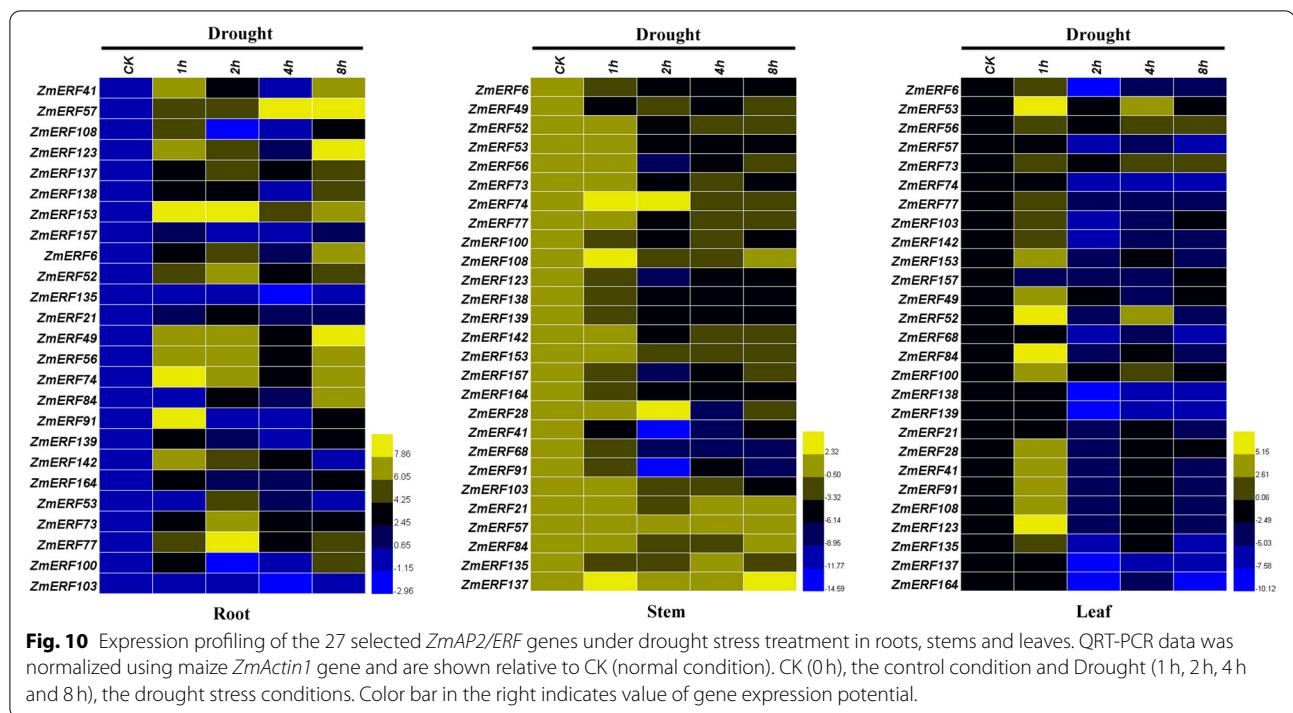 Drought
CK 1h 2h 4h 8h
ZmERF41
ZmERF57
ZmERF108
ZmERF123
ZmERF137
ZmERF138
ZmERF153
ZmERF157
ZmERF6
ZmERF52
ZmERF135
ZmERF21
ZmERF49
ZmERF56
ZmERF74
ZmERF84
ZmERF91
ZmERF139
ZmERF142
ZmERF164
ZmERF53
ZmERF73
ZmERF77
ZmERF100
ZmERF103
7.86
6.05
4.25
2.45
0.65
-1.15
-2.96
Root
Drought
CK 1h 2h 4h 8h
ZmERF6
ZmERF49
ZmERF52
ZmERF53
ZmERF56
ZmERF73
ZmERF74
ZmERF77
ZmERF100
ZmERF108
ZmERF123
ZmERF138
ZmERF139
ZmERF142
ZmERF153
ZmERF157
ZmERF164
ZmERF28
ZmERF41
ZmERF68
ZmERF91
ZmERF103
ZmERF21
ZmERF57
ZmERF84
ZmERF135
ZmERF137
2.32
-0.50
-3.32
-6.14
-8.95
-11.77
-14.59
Stem
Drought
CK 1h 2h 4h 8h
ZmERF6
ZmERF53
ZmERF56
ZmERF57
ZmERF73
ZmERF74
ZmERF77
ZmERF103
ZmERF142
ZmERF153
ZmERF157
ZmERF49
ZmERF52
ZmERF68
ZmERF84
ZmERF100
ZmERF138
ZmERF139
ZmERF21
ZmERF28
ZmERF41
ZmERF91
ZmERF108
ZmERF123
ZmERF135
ZmERF137
ZmERF164
5.15
2.61
0.06
-2.49
-5.03
-7.58
-10.12
Leaf
Fig. 10 Expression profiling of the 27 selected ZmAP2/ERF genes under drought stress treatment in roots, stems and leaves. QRT-PCR data was
normalized using maize ZmActin1 gene and are shown relative to CK (normal condition). CK (0 h), the control condition and Drought (1 h, 2 h, 4 h
and 8 h), the drought stress conditions. Color bar in the right indicates value of gene expression potential.